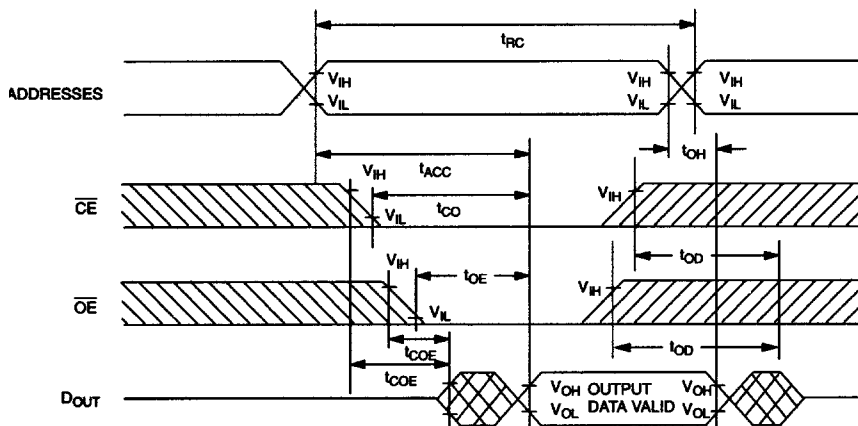 tRC
ADDRESSES
VIH VIH VIH
VIL VIL VIL
tOH
tACC
VIH
VIH
CE
tCO
VIL
tOD
VIH
tOE
VIH
OE
VIL
tOD
tCOE
tCOE
DOUT
VOH OUTPUT VOH
VOL DATA VALID VOL